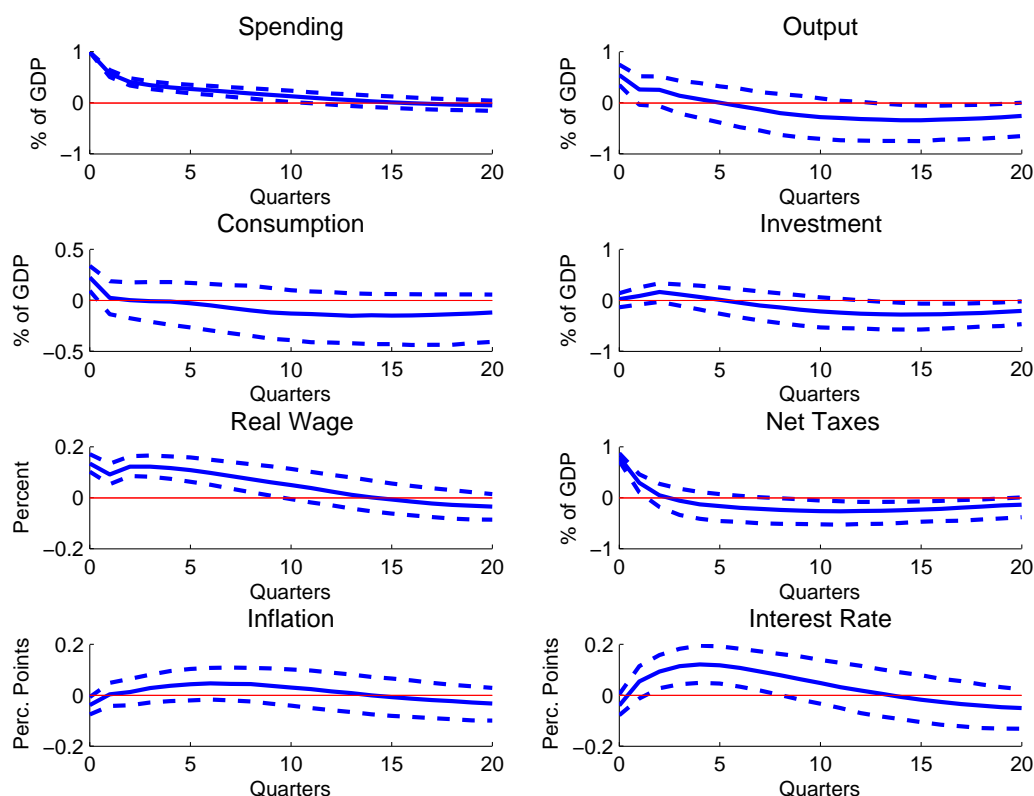 Spending
1
0
−1
% of GDP
0 5 10 15 20
Quarters
Output
1
0
−1
% of GDP
0 5 10 15 20
Quarters
Consumption
0.5
0
−0.5
% of GDP
0 5 10 15 20
Quarters
Investment
1
0
−1
% of GDP
0 5 10 15 20
Quarters
Real Wage
0.2
0
−0.2
Percent
0 5 10 15 20
Quarters
Net Taxes
1
0
−1
% of GDP
0 5 10 15 20
Quarters
Inflation
0.2
0
−0.2
Perc. Points
0 5 10 15 20
Quarters
Interest Rate
0.2
0
−0.2
Perc. Points
0 5 10 15 20
Quarters